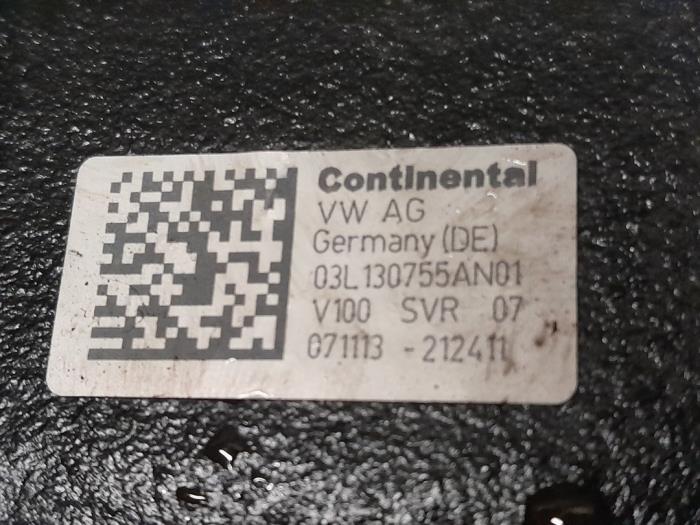 Continental
VW AG
Germany (DE)
03L130755AN01
V100 SVR 07
071113 - 212411